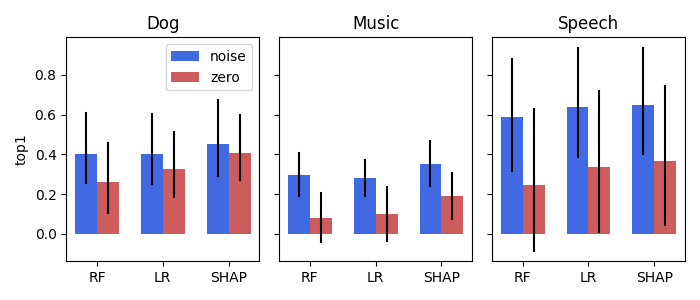 Dog Music Speech
noise
zero
top1
0.8
0.6
0.4
0.2
0.0
RF LR SHAP RF LR SHAP RF LR SHAP